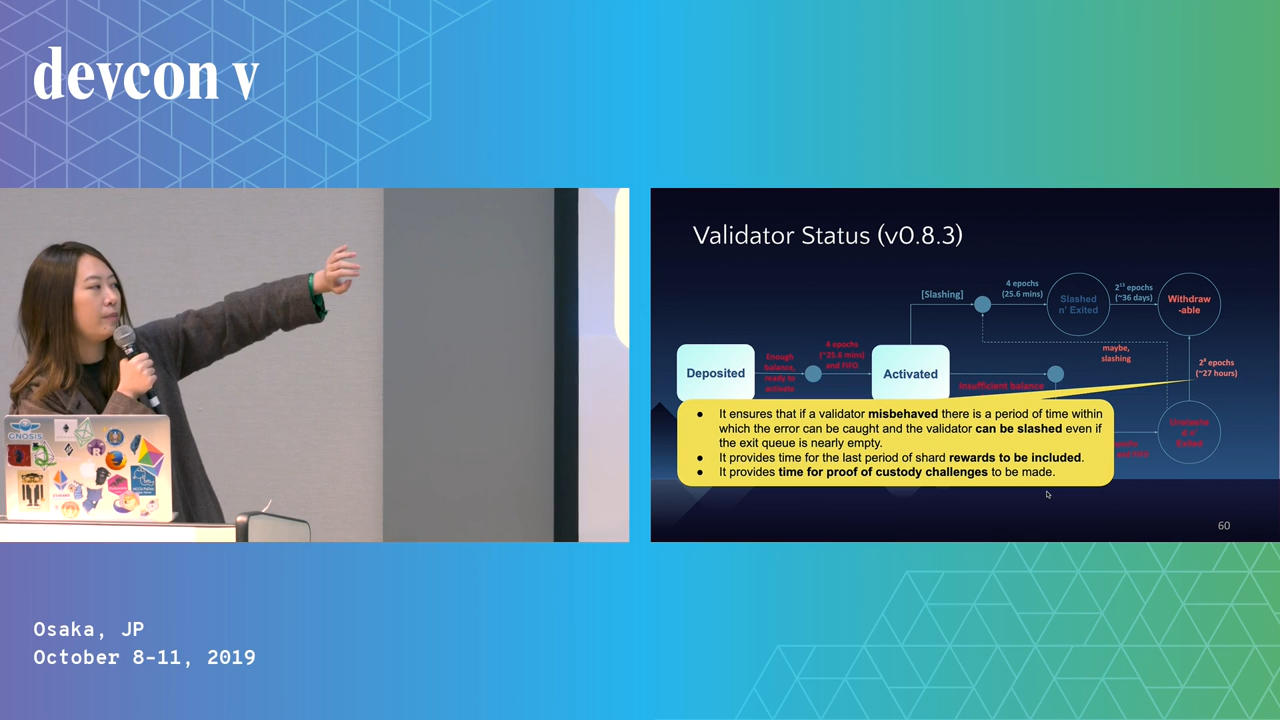 devcon v
GNOSIS
Validator Status (v0.8.3)
[Slashing]
4 epochs
(25.6 mins)
Slashed
n' Exited
2¹³ epochs
(~36 days)
Withdraw
-able
maybe,
slashing
2⁸ epochs
(~27 hours)
Deposited
Enough
balance,
ready to
activate
4 epochs
(~25.6 mins)
and FIFO
Activated
Insufficient balance
Exited
● It ensures that if a validator misbehaved there is a period of time within
which the error can be caught and the validator can be slashed even if
the exit queue is nearly empty.
● It provides time for the last period of shard rewards to be included.
● It provides time for proof of custody challenges to be made.
60
Osaka, JP
October 8-11, 2019